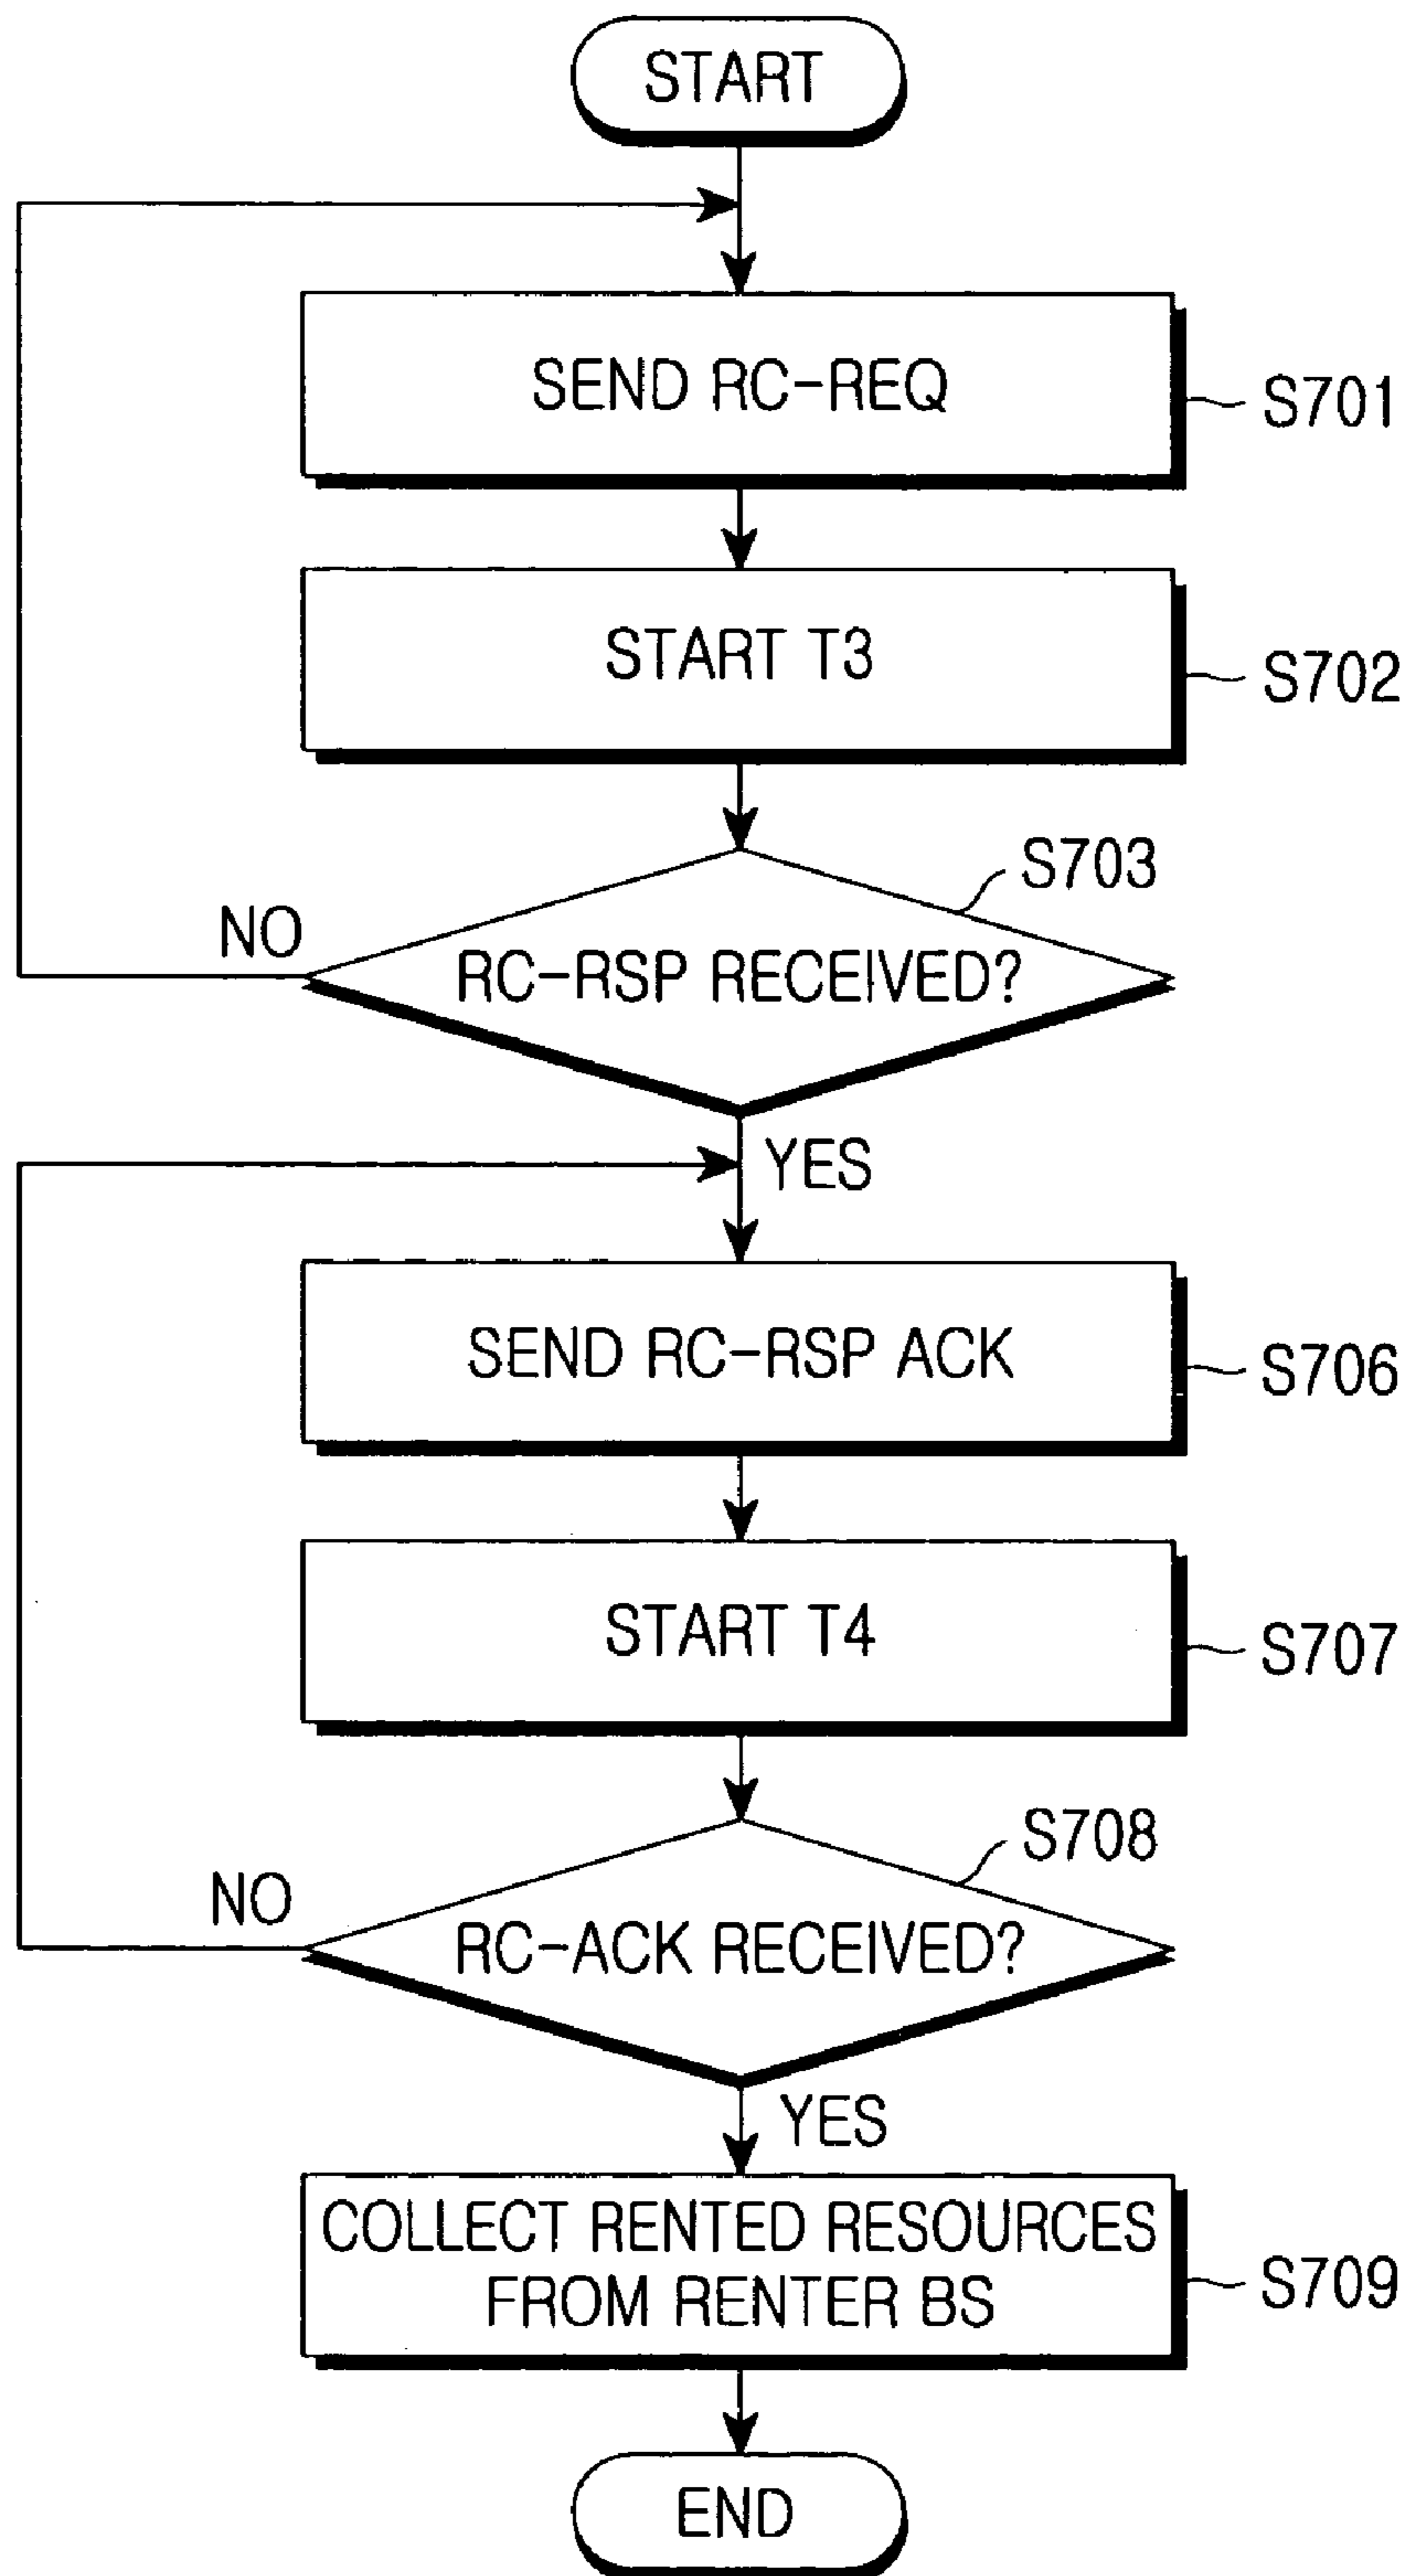 START
SEND RC-REQ
S701
START T3
S702
S703
NO
RC-RSP RECEIVED?
YES
SEND RC-RSP ACK
S706
START T4
S707
S708
NO
RC-ACK RECEIVED?
YES
COLLECT RENTED RESOURCES
FROM RENTER BS
S709
END